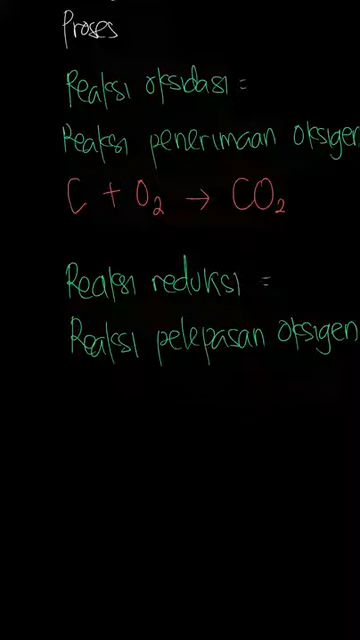 Proses
Reaksi oksidasi =
Reaksi penerimaan oksigen
C + O₂ → CO₂
Reaksi reduksi =
Reaksi pelepasan oksigen